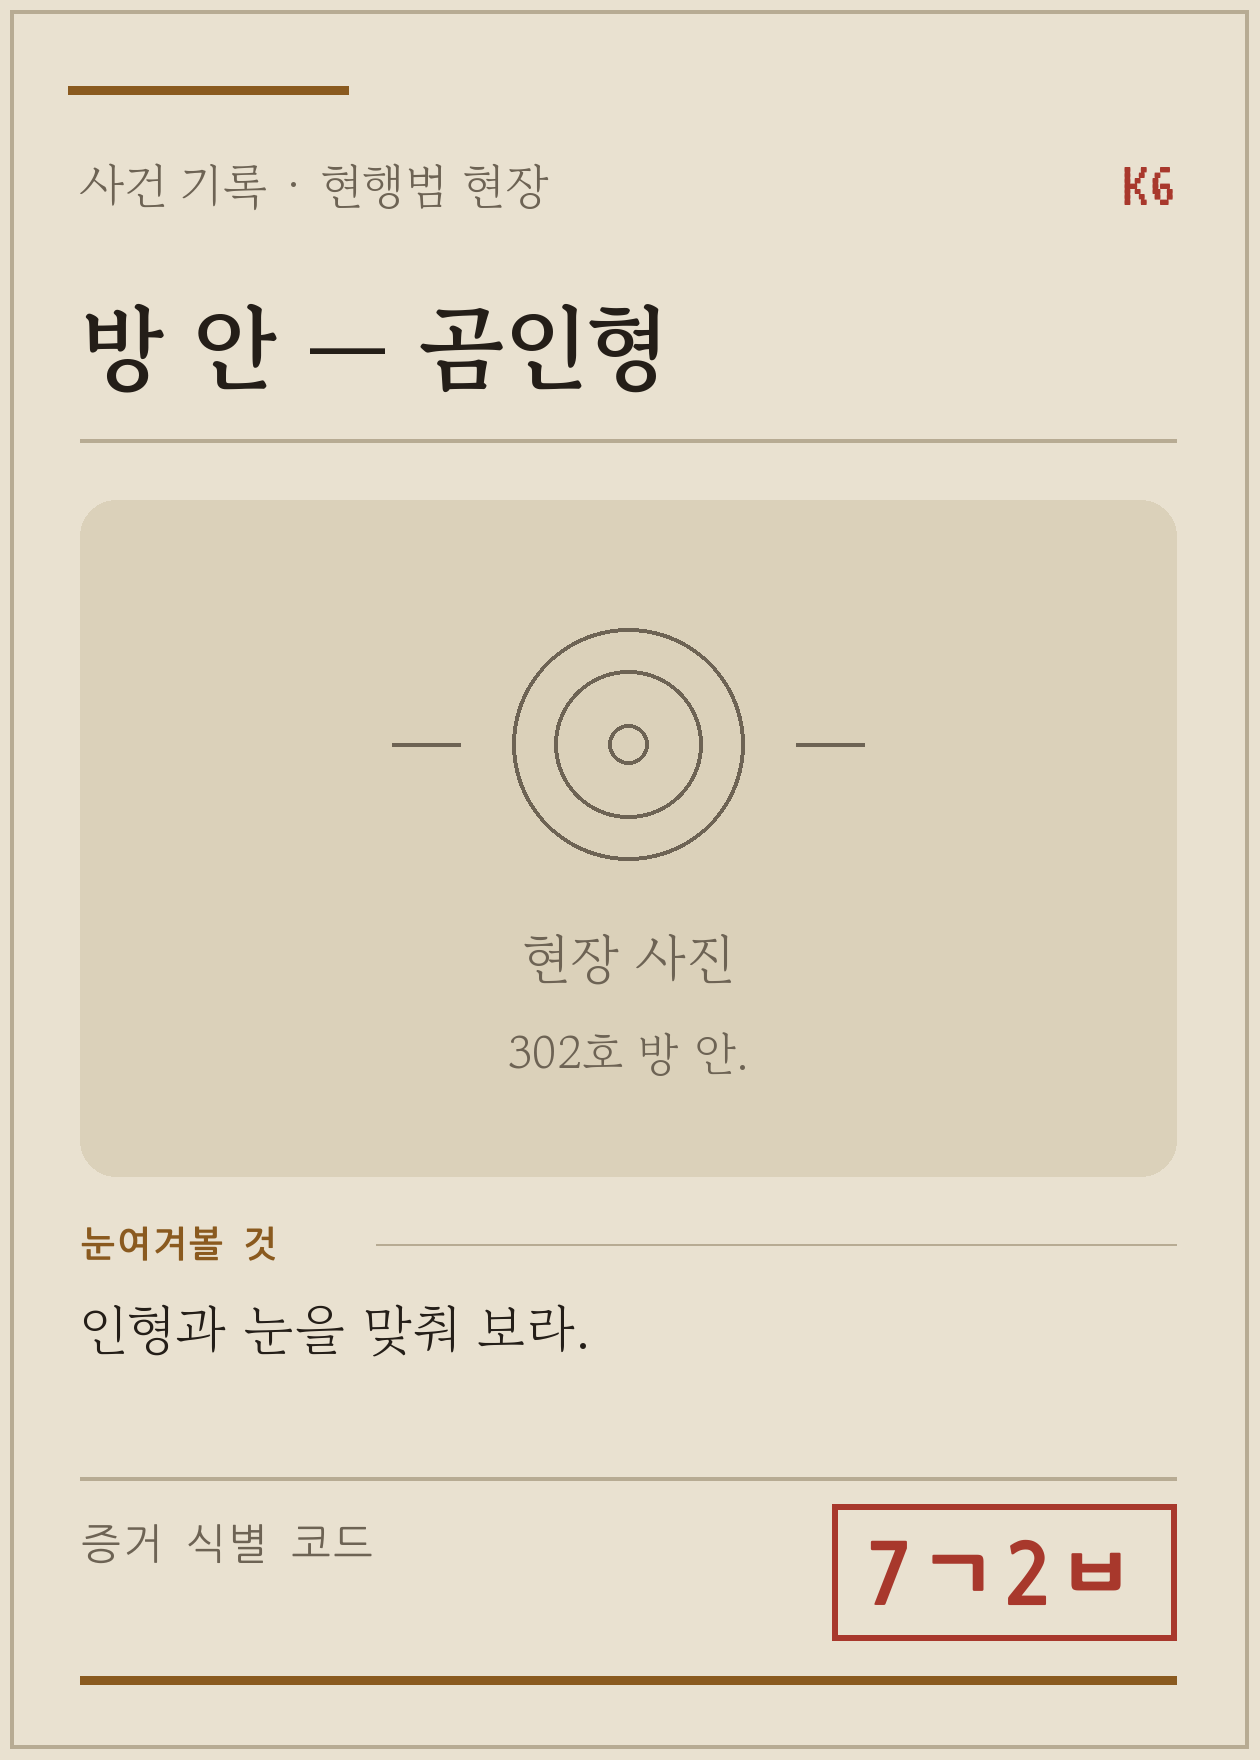 사건 기록 · 현행범 현장
K6
방 안 — 곰인형
현장 사진
302호 방 안.
눈여겨볼 것
인형과 눈을 맞춰 보라.
증거 식별 코드
7ㄱ2ㅂ